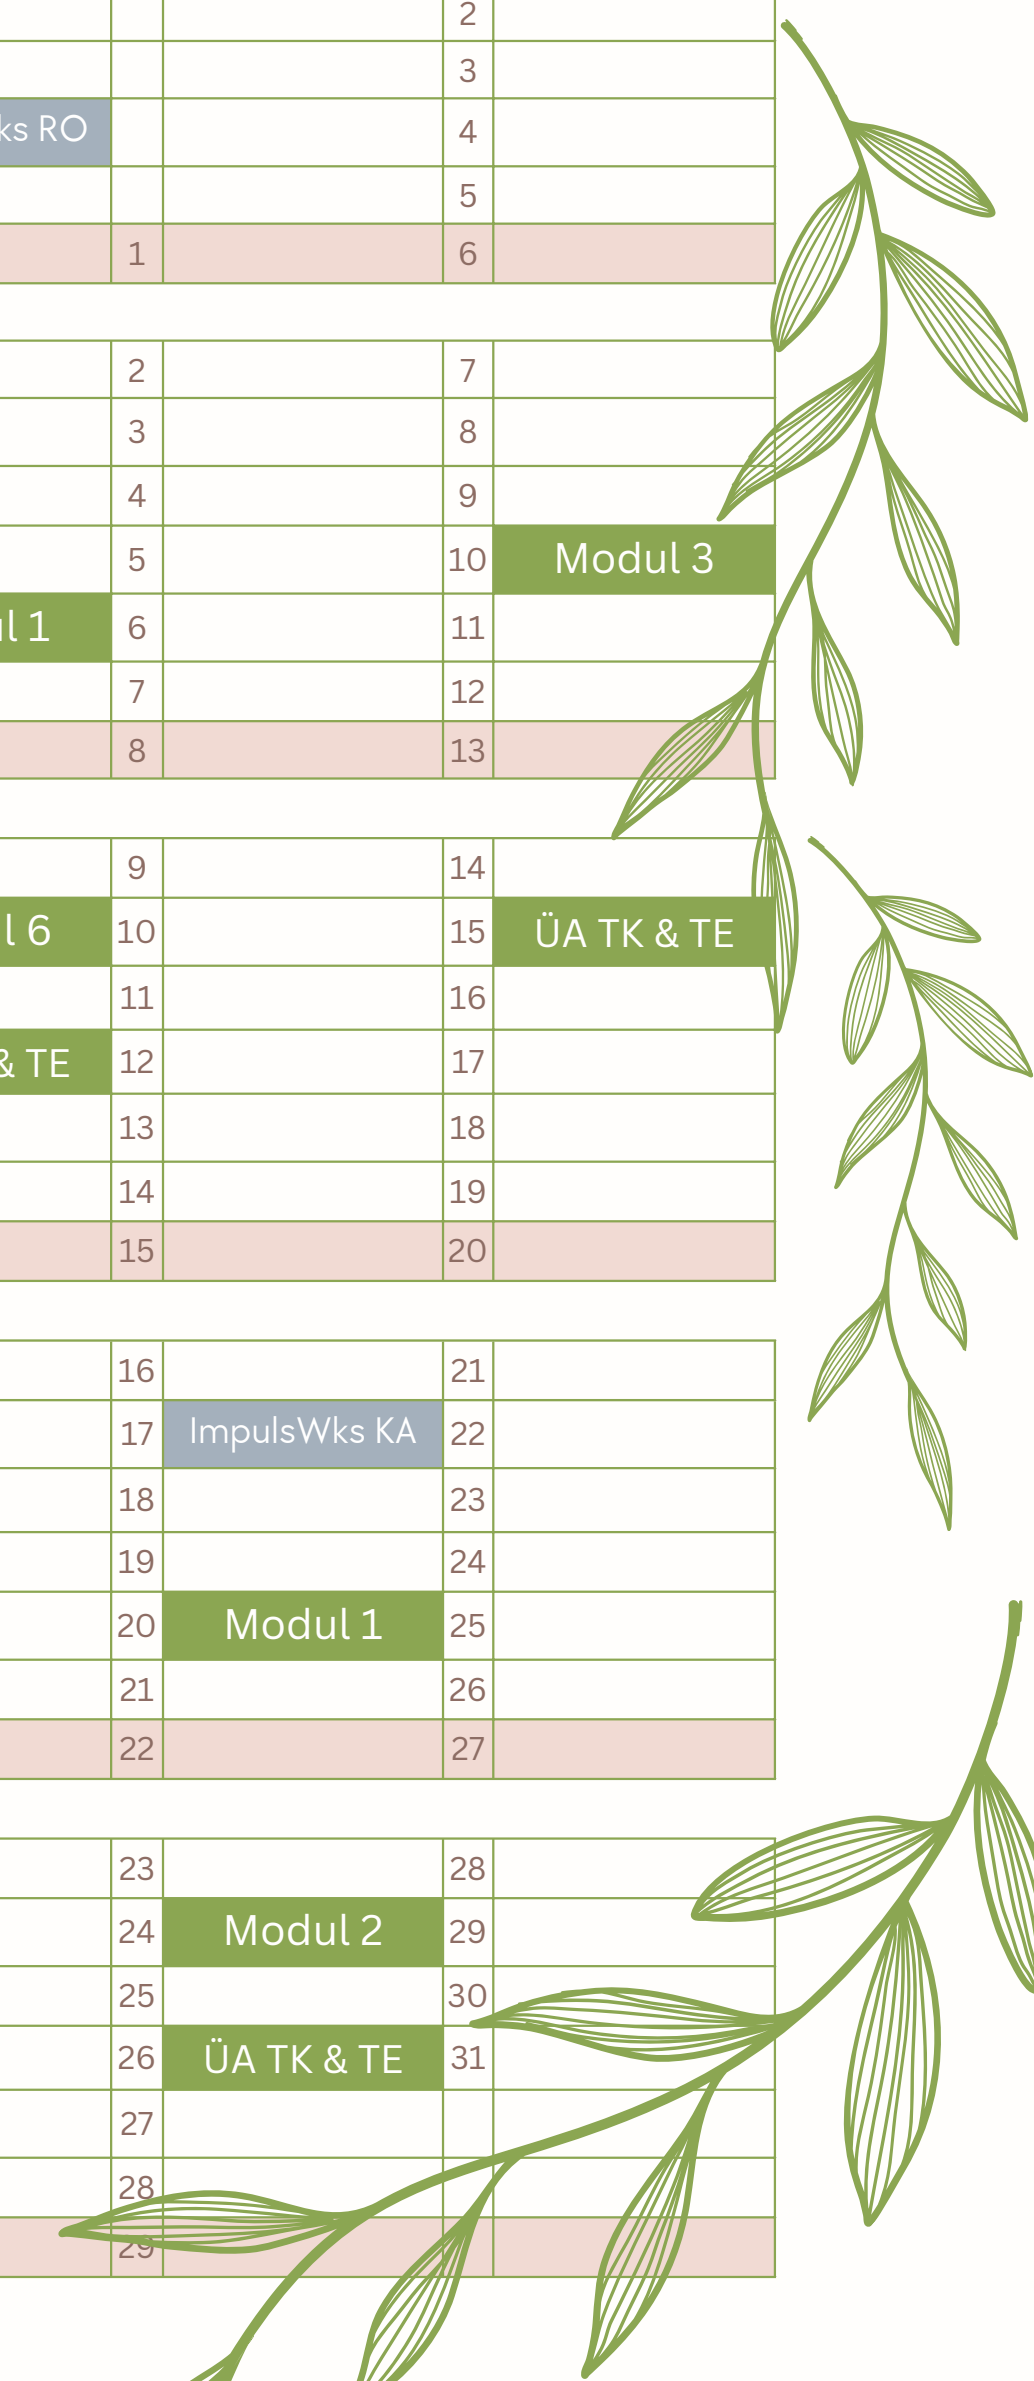 2
3
ks RO 4
5
1 6
2 7
3 8
4 9
5 10 Modul 3
l 1 6 11
7 12
8 13
9 14
l 6 10 15 ÜA TK & TE
11 16
& TE 12 17
13 18
14 19
15 20
16 21
17 ImpulsWks KA 22
18 23
19 24
20 Modul 1 25
21 26
22 27
23 28
24 Modul 2 29
25 30
26 ÜA TK & TE 31
27
28
29